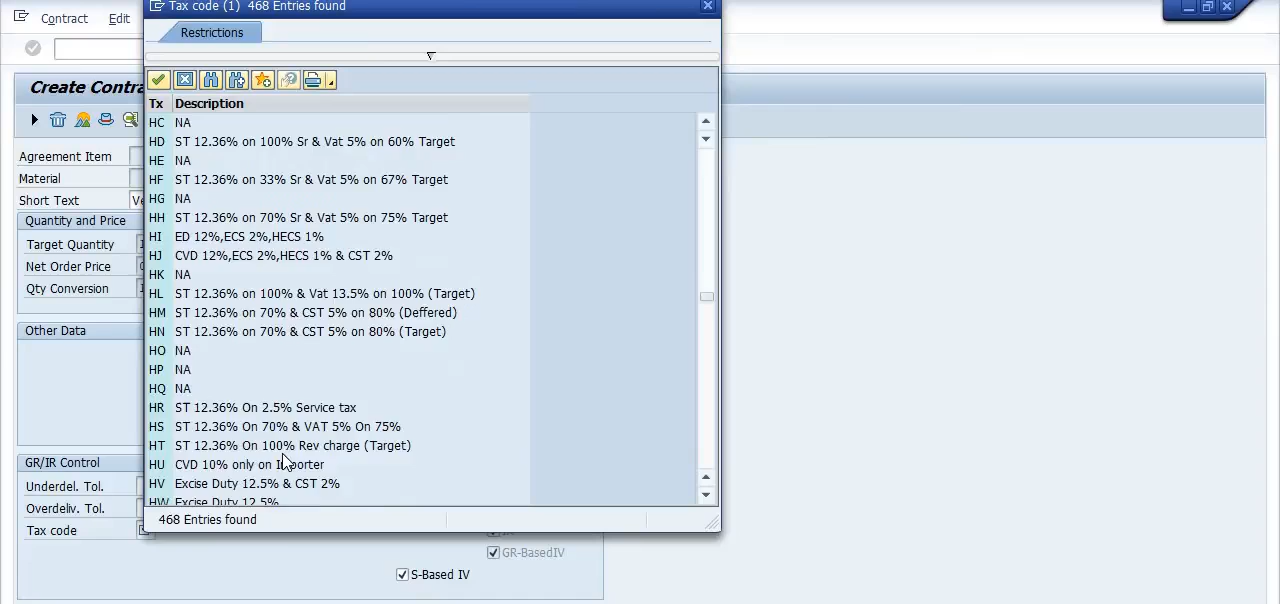 Contract Edit
Tax code (1) 468 Entries found
Restrictions
Create Contra
Tx Description
HC NA
HD ST 12.36% on 100% Sr & Vat 5% on 60% Target
HE NA
HF ST 12.36% on 33% Sr & Vat 5% on 67% Target
HG NA
HH ST 12.36% on 70% Sr & Vat 5% on 75% Target
HI ED 12%,ECS 2%,HECS 1%
HJ CVD 12%,ECS 2%,HECS 1% & CST 2%
HK NA
HL ST 12.36% on 100% & Vat 13.5% on 100% (Target)
HM ST 12.36% on 70% & CST 5% on 80% (Deffered)
HN ST 12.36% on 70% & CST 5% on 80% (Target)
HO NA
HP NA
HQ NA
HR ST 12.36% On 2.5% Service tax
HS ST 12.36% On 70% & VAT 5% On 75%
HT ST 12.36% On 100% Rev charge (Target)
HU CVD 10% only on
HV Excise Duty 12.5% & CST 2%
HW Excise Duty 12.5%
468 Entries found
Agreement Item
Material
Short Text Ve
Quantity and Price
Target Quantity
Net Order Price
Qty Conversion
Other Data
GR/IR Control
Underdel. Tol.
Overdeliv. Tol.
Tax code
GR-BasedIV
S-Based IV